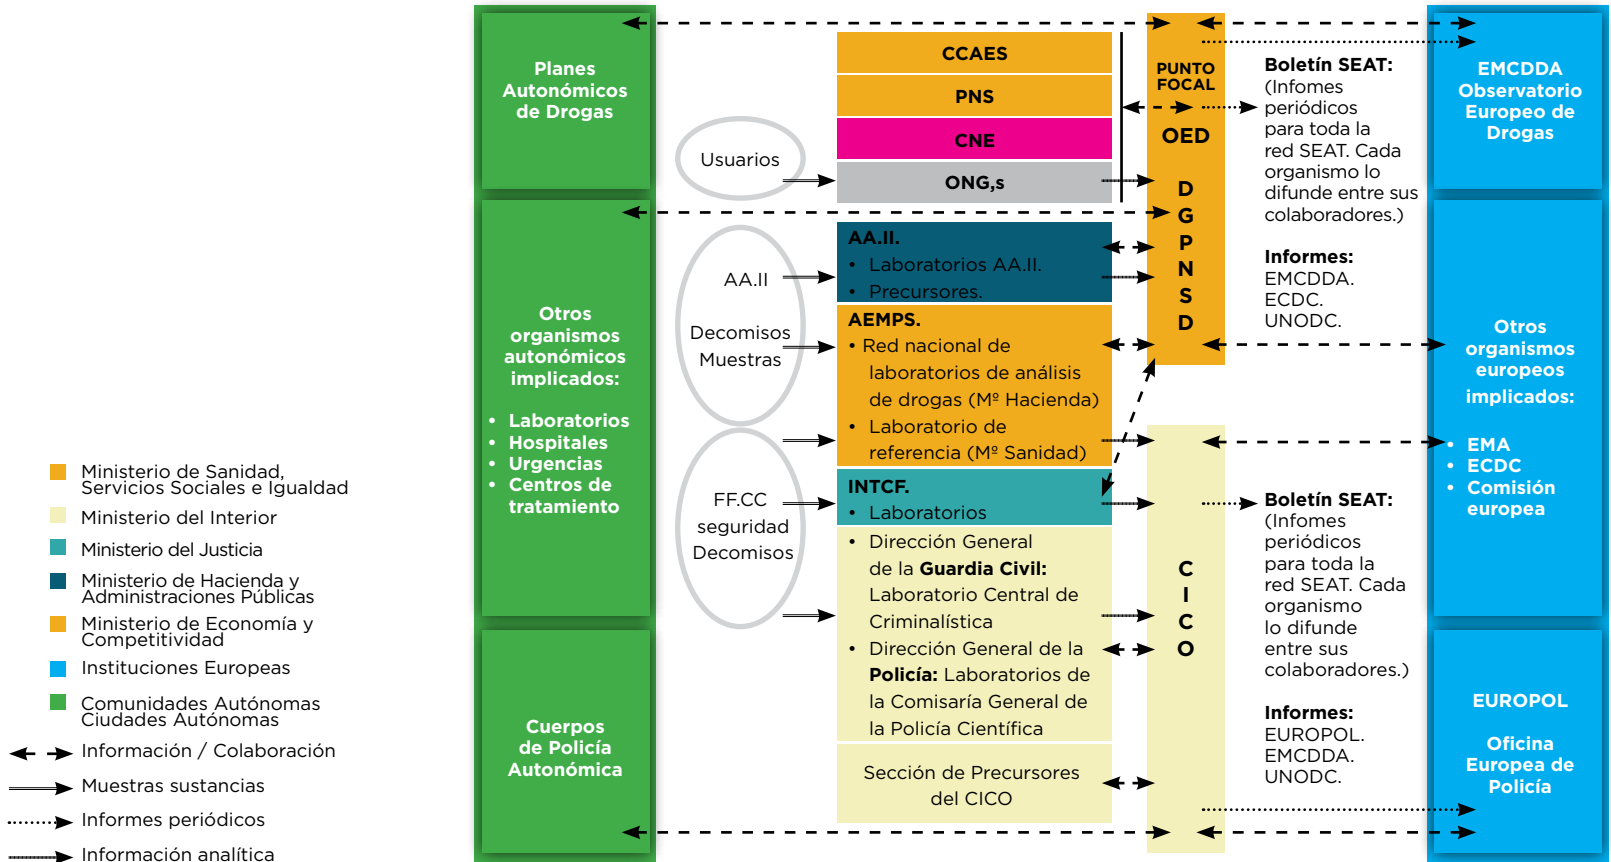 Planes
Autonómicos
de Drogas
Otros
organismos
autonómicos
implicados:
• Laboratorios
• Hospitales
• Urgencias
• Centros de
tratamiento
Cuerpos
de Policía
Autonómica
Usuarios
AA.II
Decomisos
Muestras
FF.CC
seguridad
Decomisos
CCAES
PNS
CNE
ONG,s
AA.II.
• Laboratorios AA.II.
• Precursores.
AEMPS.
• Red nacional de
laboratorios de análisis
de drogas (Mº Hacienda)
• Laboratorio de
referencia (Mº Sanidad)
INTCF.
• Laboratorios
• Dirección General
de la Guardia Civil:
Laboratorio Central de
Criminalística
• Dirección General de la
Policía: Laboratorios de
la Comisaría General de
la Policía Científica
Sección de Precursores
del CICO
PUNTO
FOCAL
OED
D
G
P
N
S
D
C
I
C
O
Boletín SEAT:
(Infomes
periódicos
para toda la
red SEAT. Cada
organismo lo
difunde entre sus
colaboradores.)
Informes:
EMCDDA.
ECDC.
UNODC.
Boletín SEAT:
(Infomes
periódicos
para toda la
red SEAT. Cada
organismo
lo difunde
entre sus
colaboradores.)
Informes:
EUROPOL.
EMCDDA.
UNODC.
EMCDDA
Observatorio
Europeo de
Drogas
Otros
organismos
europeos
implicados:
• EMA
• ECDC
• Comisión
europea
EUROPOL
Oficina
Europea de
Policía
Ministerio de Sanidad,
Servicios Sociales e Igualdad
Ministerio del Interior
Ministerio del Justicia
Ministerio de Hacienda y
Administraciones Públicas
Ministerio de Economía y
Competitividad
Instituciones Europeas
Comunidades Autónomas
Ciudades Autónomas
Información / Colaboración
Muestras sustancias
Informes periódicos
Información analítica